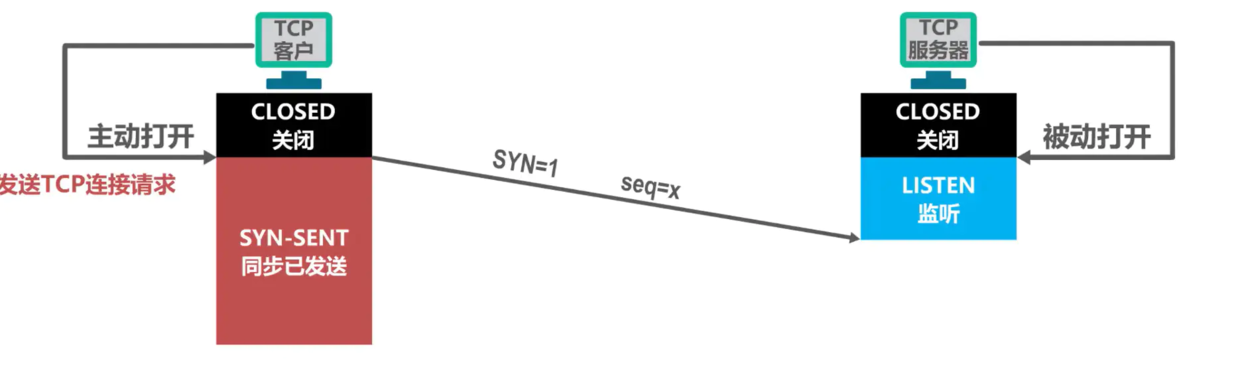 TCP
客户
TCP
服务器
CLOSED
关闭
CLOSED
关闭
主动打开
被动打开
SYN=1
seq=x
发送TCP连接请求
LISTEN
监听
SYN-SENT
同步已发送